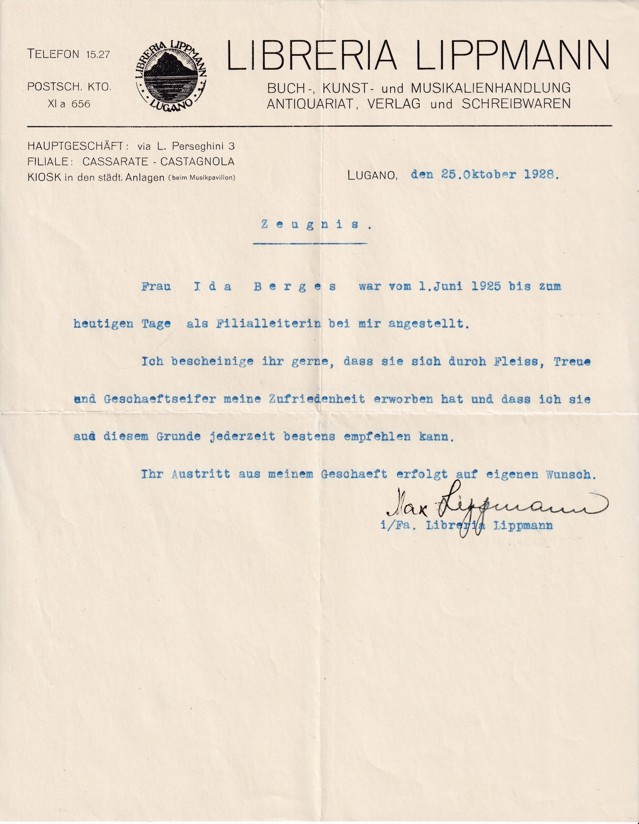 TELEFON 15.27
POSTSCH. KTO.
XI a 656
LIBRERIA LIPPMANN
LUGANO
LIBRERIA LIPPMANN
BUCH-, KUNST- und MUSIKALIENHANDLUNG
ANTIQUARIAT, VERLAG und SCHREIBWAREN
HAUPTGESCHÄFT: via L. Perseghini 3
FILIALE: CASSARATE - CASTAGNOLA
KIOSK in den städt. Anlagen (beim Musikpavillon)
LUGANO, den 25.Oktober 1928.
Zeugnis.
Frau Ida Berges war vom 1.Juni 1925 bis zum
heutigen Tage als Filialleiterin bei mir angestellt.
Ich bescheinige ihr gerne, dass sie sich durch Fleiss, Treue
und Geschaeftseifer meine Zufriedenheit erworben hat und dass ich sie
aud diesem Grunde jederzeit bestens empfehlen kann.
Ihr Austritt aus meinem Geschaeft erfolgt auf eigenen Wunsch.
Max Lippmann
i/Fa. Libreria Lippmann